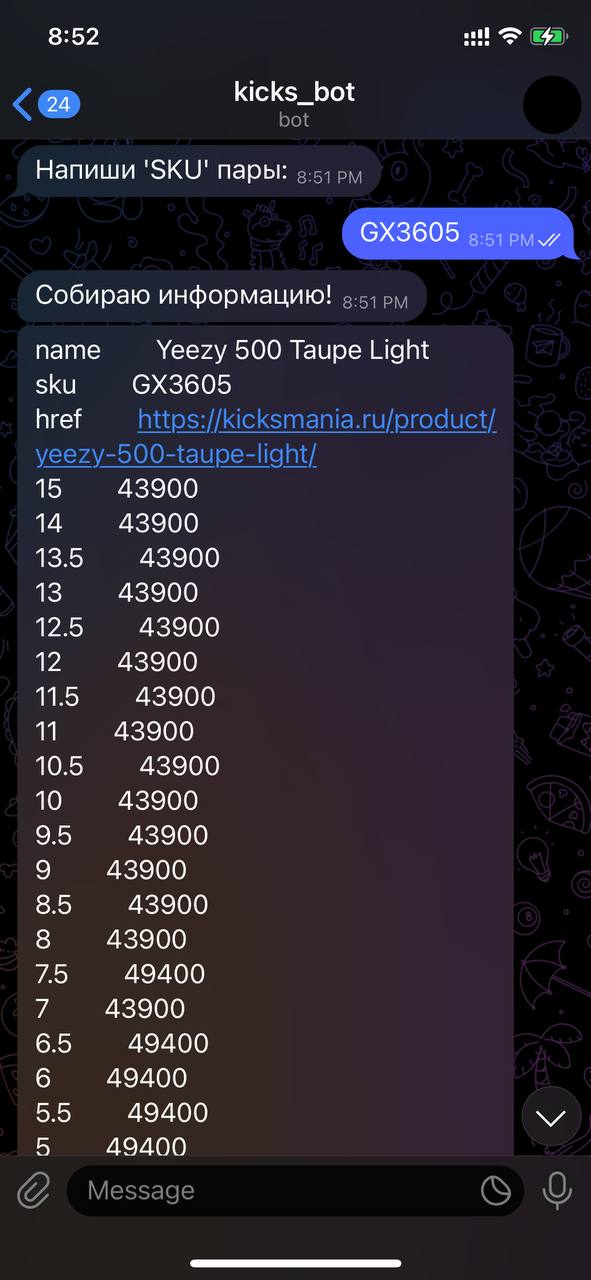 8:52
24
kicks_bot
bot
Напиши 'SKU' пары: 8:51 PM
GX3605 8:51 PM
Собираю информацию! 8:51 PM
name Yeezy 500 Taupe Light
sku GX3605
href https://kicksmania.ru/product/
yeezy-500-taupe-light/
15 43900
14 43900
13.5 43900
13 43900
12.5 43900
12 43900
11.5 43900
11 43900
10.5 43900
10 43900
9.5 43900
9 43900
8.5 43900
8 43900
7.5 49400
7 43900
6.5 49400
6 49400
5.5 49400
5 49400
Message